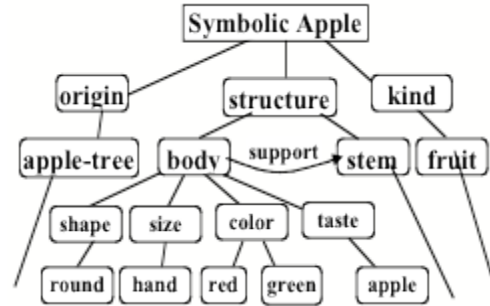 Symbolic Apple
origin
structure
kind
apple-tree
body
support
stem
fruit
shape
size
color
taste
round
hand
red
green
apple